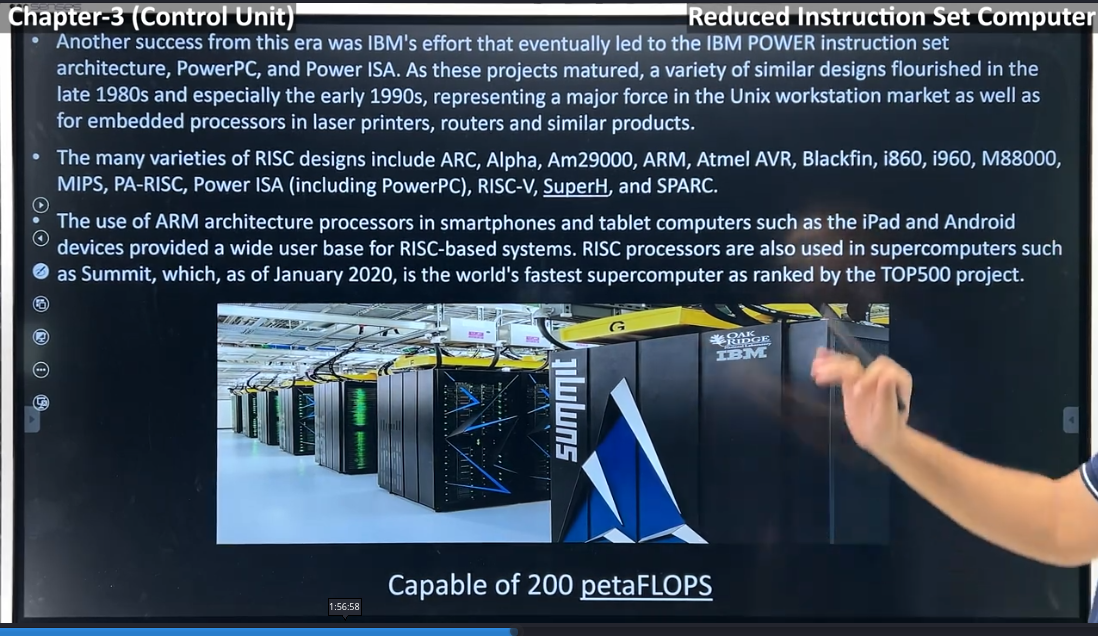 Chapter-3 (Control Unit)
Reduced Instruction Set Computer
• Another success from this era was IBM's effort that eventually led to the IBM POWER instruction set
architecture, PowerPC, and Power ISA. As these projects matured, a variety of similar designs flourished in the
late 1980s and especially the early 1990s, representing a major force in the Unix workstation market as well as
for embedded processors in laser printers, routers and similar products.
• The many varieties of RISC designs include ARC, Alpha, Am29000, ARM, Atmel AVR, Blackfin, i860, i960, M88000,
MIPS, PA-RISC, Power ISA (including PowerPC), RISC-V, SuperH, and SPARC.
• The use of ARM architecture processors in smartphones and tablet computers such as the iPad and Android
devices provided a wide user base for RISC-based systems. RISC processors are also used in supercomputers such
as Summit, which, as of January 2020, is the world's fastest supercomputer as ranked by the TOP500 project.
G
OAK
RIDGE
IBM
summit
Capable of 200 petaFLOPS
1:56:58